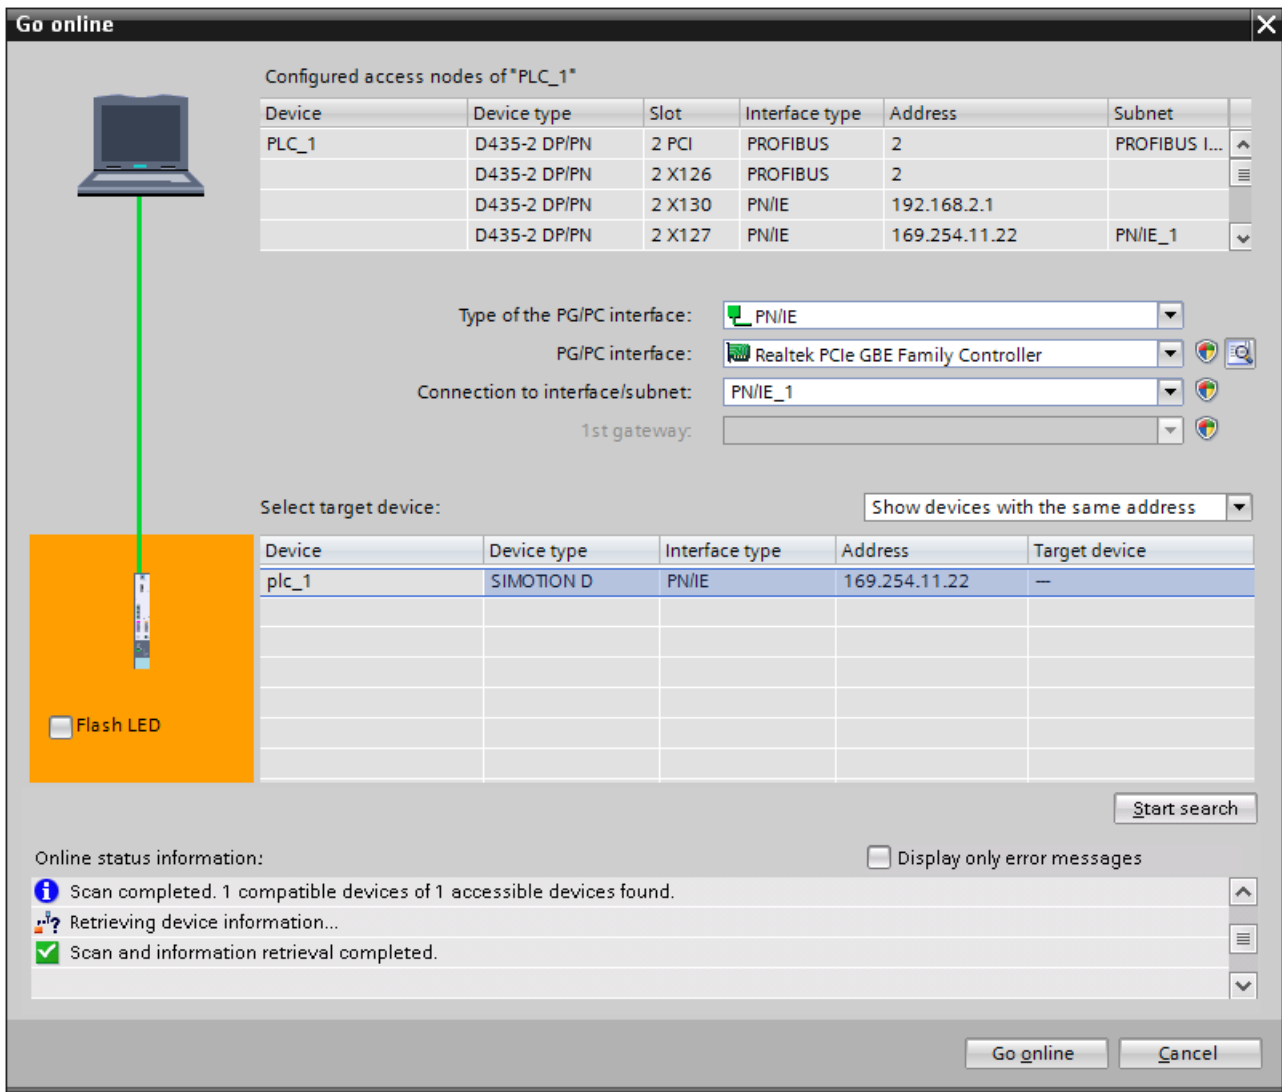 Go online
Configured access nodes of "PLC_1"
Device Device type Slot Interface type Address Subnet
PLC_1 D435-2 DP/PN 2 PCI PROFIBUS 2 PROFIBUS I...
D435-2 DP/PN 2 X126 PROFIBUS 2
D435-2 DP/PN 2 X130 PN/IE 192.168.2.1
D435-2 DP/PN 2 X127 PN/IE 169.254.11.22 PN/IE_1
Type of the PG/PC interface: PN/IE
PG/PC interface: Realtek PCIe GBE Family Controller
Connection to interface/subnet: PN/IE_1
1st gateway:
Select target device: Show devices with the same address
Device Device type Interface type Address Target device
plc_1 SIMOTION D PN/IE 169.254.11.22 —
Flash LED
Start search
Online status information: Display only error messages
Scan completed. 1 compatible devices of 1 accessible devices found.
Retrieving device information...
Scan and information retrieval completed.
Go online Cancel